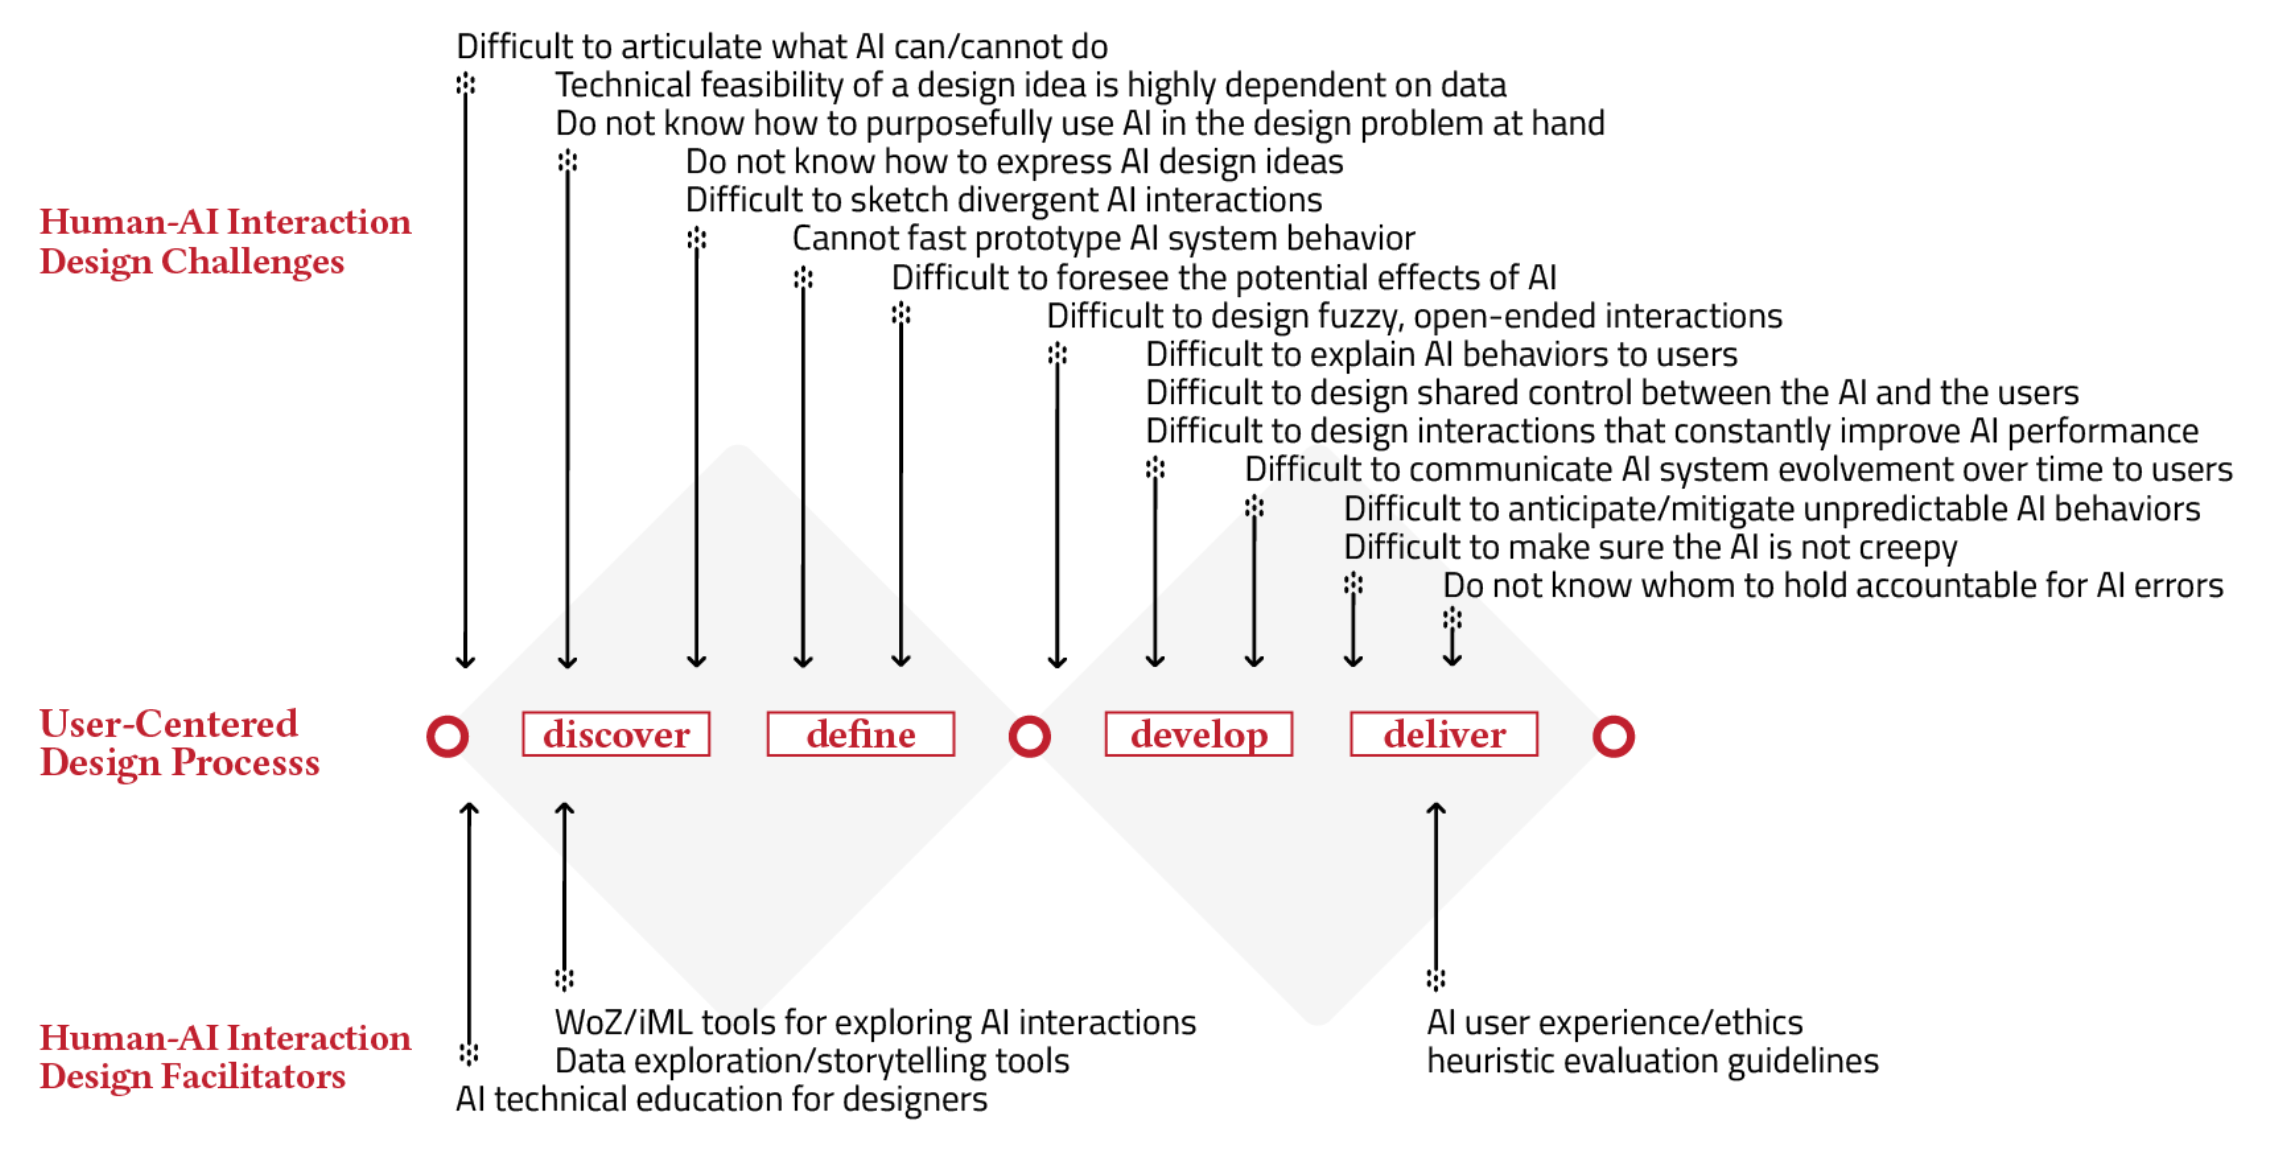 Difficult to articulate what AI can/cannot do
Technical feasibility of a design idea is highly dependent on data
Do not know how to purposefully use AI in the design problem at hand
Do not know how to express AI design ideas
Difficult to sketch divergent AI interactions
Cannot fast prototype AI system behavior
Difficult to foresee the potential effects of AI
Difficult to design fuzzy, open-ended interactions
Difficult to explain AI behaviors to users
Difficult to design shared control between the AI and the users
Difficult to design interactions that constantly improve AI performance
Difficult to communicate AI system evolvement over time to users
Difficult to anticipate/mitigate unpredictable AI behaviors
Difficult to make sure the AI is not creepy
Do not know whom to hold accountable for AI errors
Human-AI Interaction
Design Challenges
User-Centered
Design Processs
discover
define
develop
deliver
Human-AI Interaction
Design Facilitators
WoZ/iML tools for exploring AI interactions
Data exploration/storytelling tools
AI technical education for designers
AI user experience/ethics
heuristic evaluation guidelines